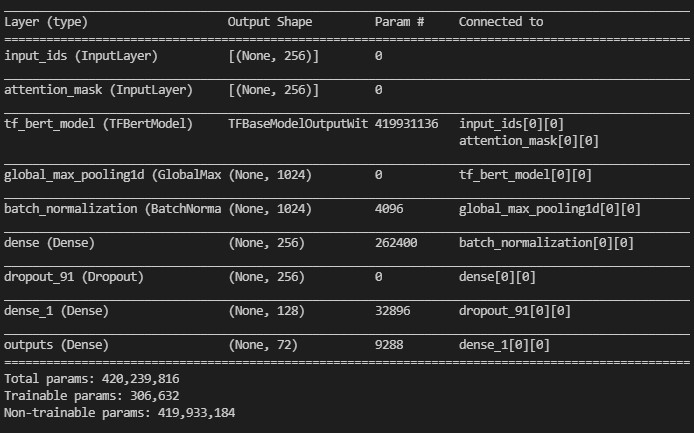 Layer (type) Output Shape Param # Connected to
input_ids (InputLayer) [(None, 256)] 0
attention_mask (InputLayer) [(None, 256)] 0
tf_bert_model (TFBertModel) TFBaseModelOutputWit 419931136 input_ids[0][0]
attention_mask[0][0]
global_max_pooling1d (GlobalMax (None, 1024) 0 tf_bert_model[0][0]
batch_normalization (BatchNorma (None, 1024) 4096 global_max_pooling1d[0][0]
dense (Dense) (None, 256) 262400 batch_normalization[0][0]
dropout_91 (Dropout) (None, 256) 0 dense[0][0]
dense_1 (Dense) (None, 128) 32896 dropout_91[0][0]
outputs (Dense) (None, 72) 9288 dense_1[0][0]
Total params: 420,239,816
Trainable params: 306,632
Non-trainable params: 419,933,184